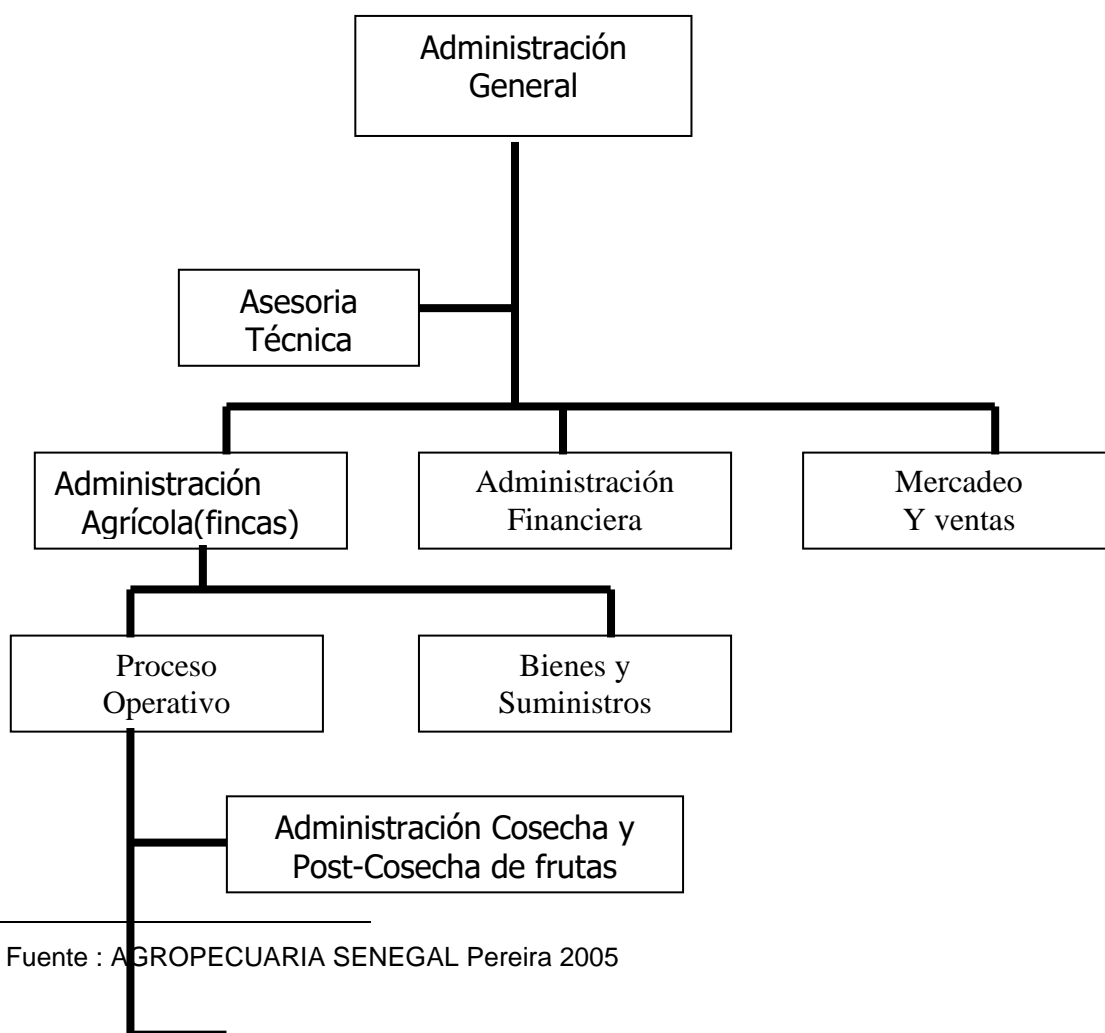 Administración
General
Asesoria
Técnica
Administración
Agrícola(fincas)
Administración
Financiera
Mercadeo
Y ventas
Proceso
Operativo
Bienes y
Suministros
Administración Cosecha y
Post-Cosecha de frutas
Fuente : AGROPECUARIA SENEGAL Pereira 2005